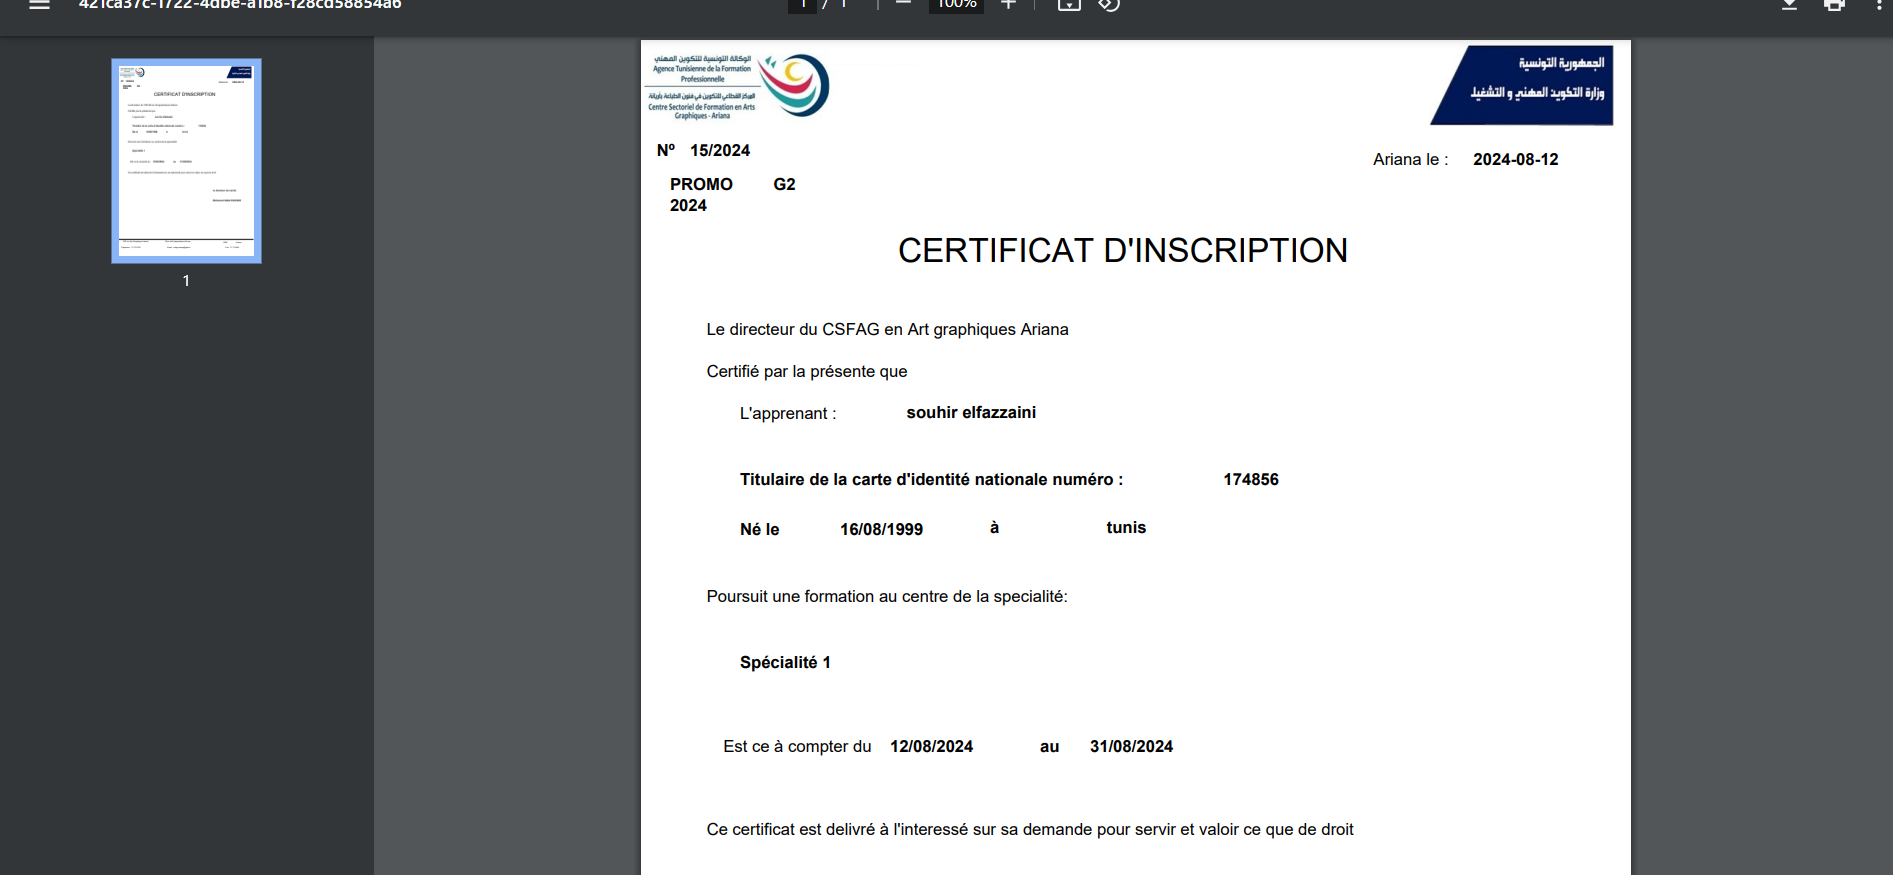 421ca37c-1722-4dbe-a1b8-f28cd58854a6
1 / 1
100%
الوكالة التونسية للتكوين المهني
Agence Tunisienne de la Formation
Professionnelle
المركز القطاعي للتكوين في فنون الطباعة بأريانة
Centre Sectoriel de Formation en Arts
Graphiques - Ariana
الجمهورية التونسية
وزارة التكوين المهني و التشغيل
Nº 15/2024
Ariana le : 2024-08-12
PROMO G2
2024
CERTIFICAT D'INSCRIPTION
Le directeur du CSFAG en Art graphiques Ariana
Certifié par la présente que
L'apprenant : souhir elfazzaini
Titulaire de la carte d'identité nationale numéro : 174856
Né le 16/08/1999 à tunis
Poursuit une formation au centre de la specialité:
Spécialité 1
Est ce à compter du 12/08/2024 au 31/08/2024
Ce certificat est delivré à l'interessé sur sa demande pour servir et valoir ce que de droit
1